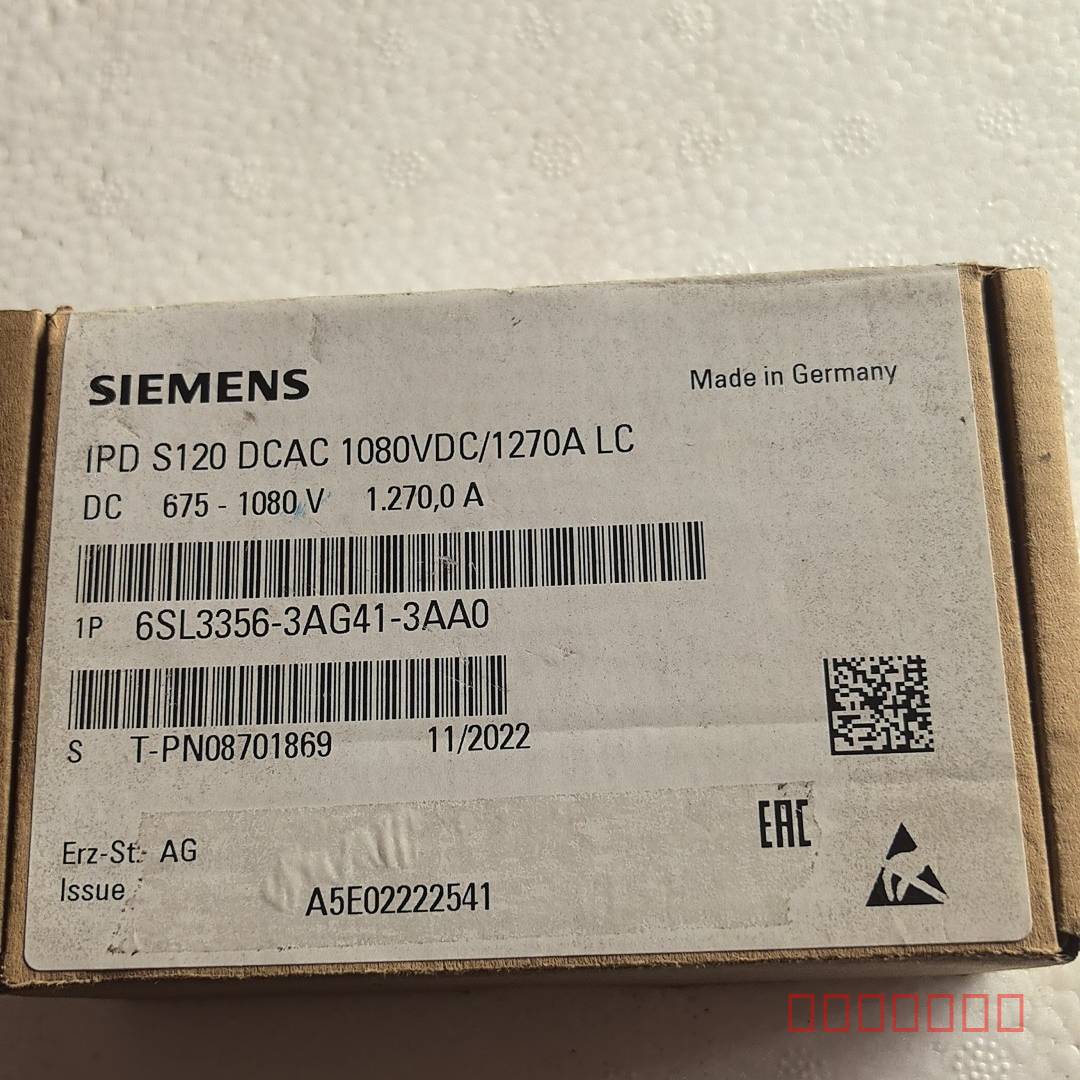 SIEMENS
Made in Germany
IPD S120 DCAC 1080VDC/1270A LC
DC 675 - 1080 V 1.270,0 A
1P 6SL3356-3AG41-3AA0
S T-PN08701869 11/2022
EAC
Erz-St: AG
Issue
A5E02222541